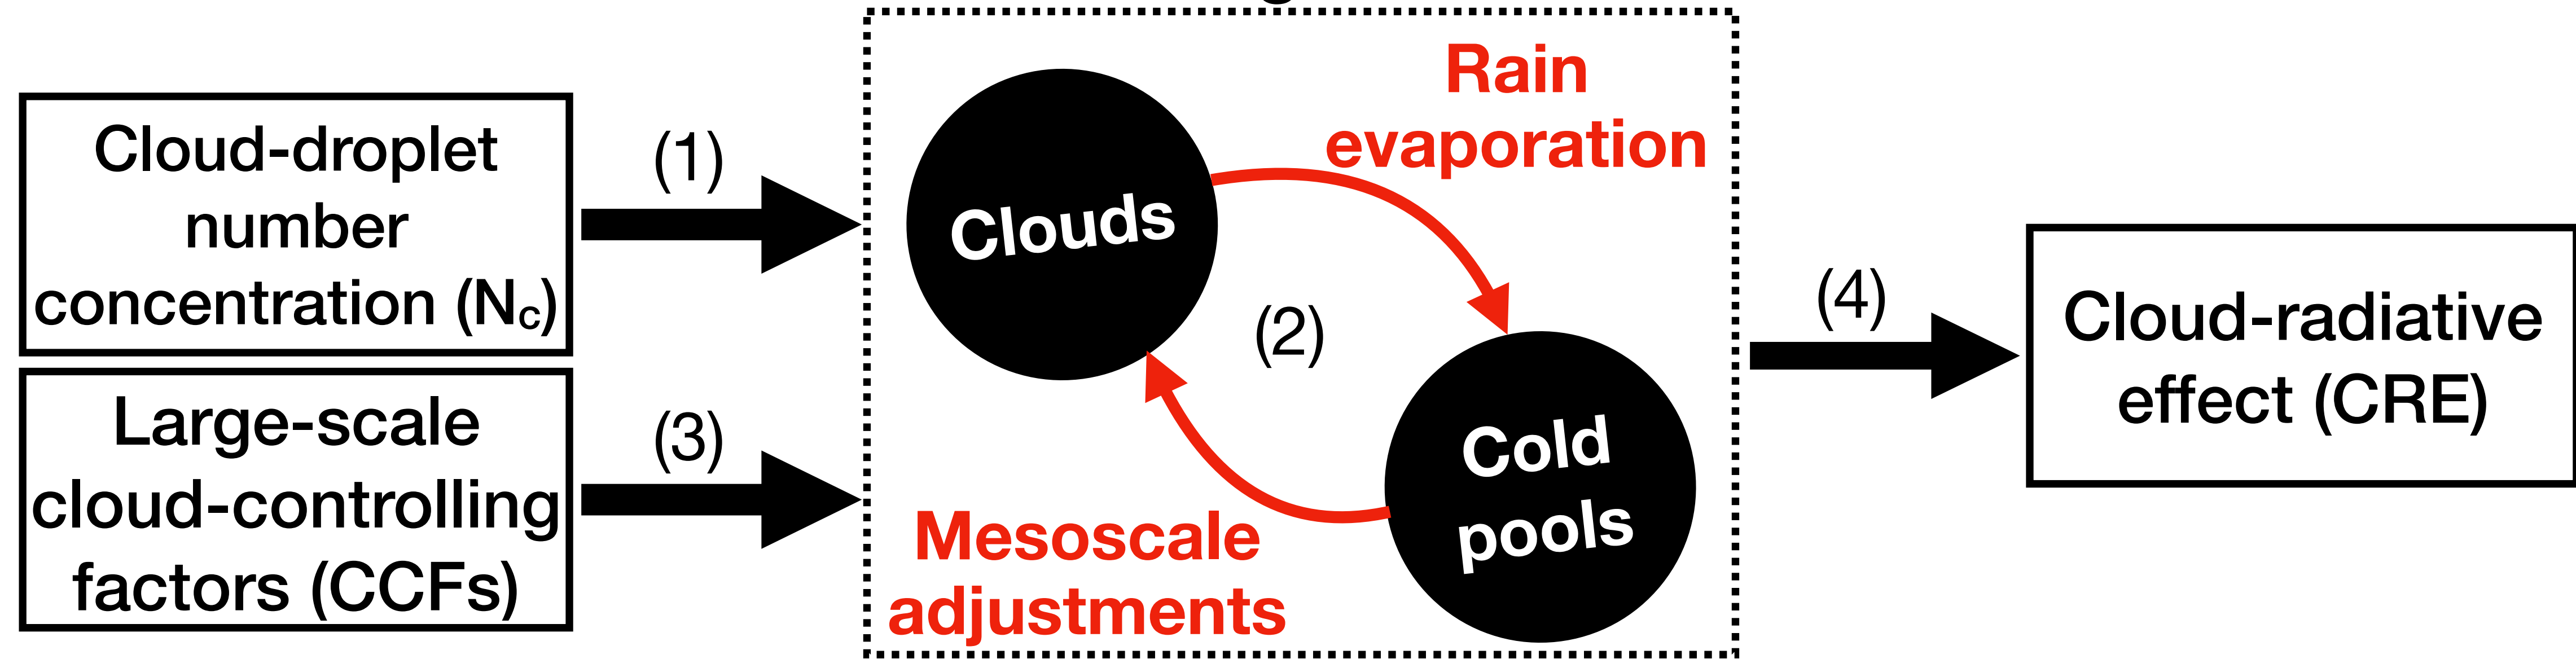 Cloud-droplet
number
concentration (Nc)
(1)
Large-scale
cloud-controlling
factors (CCFs)
(3)
Clouds
Rain
evaporation
(2)
Cold
pools
Mesoscale
adjustments
(4)
Cloud-radiative
effect (CRE)